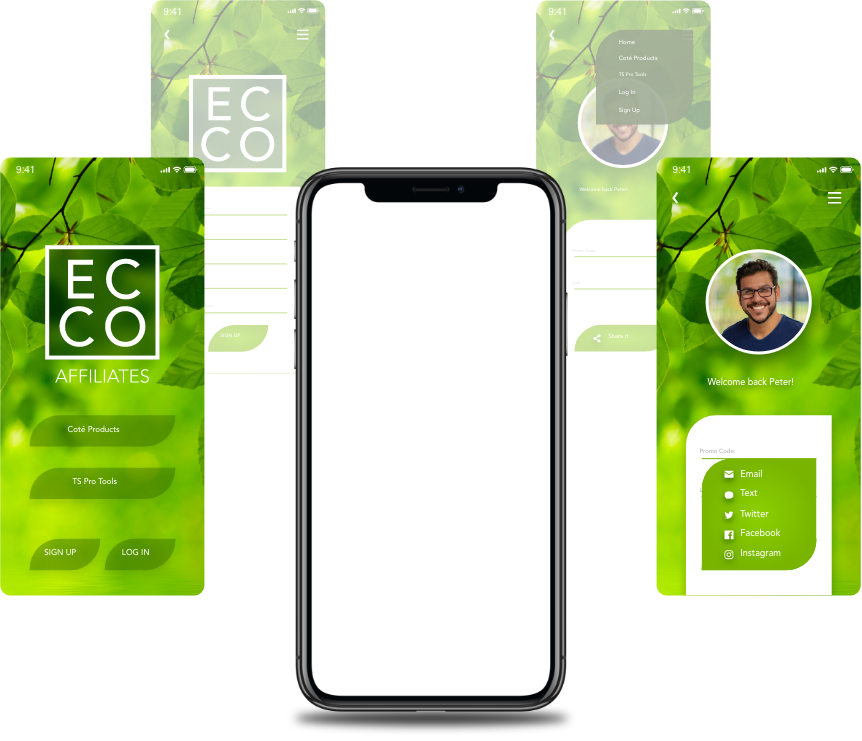 9:41
EC
CO
SIGN UP
9:41
Home
Coté Products
TS Pro Tools
Log In
Sign Up
Welcome back Peter!
Promo Code:
Share it
9:41
EC
CO
AFFILIATES
Coté Products
TS Pro Tools
SIGN UP
LOG IN
9:41
Welcome back Peter!
Promo Code:
Email
Text
Twitter
Facebook
Instagram